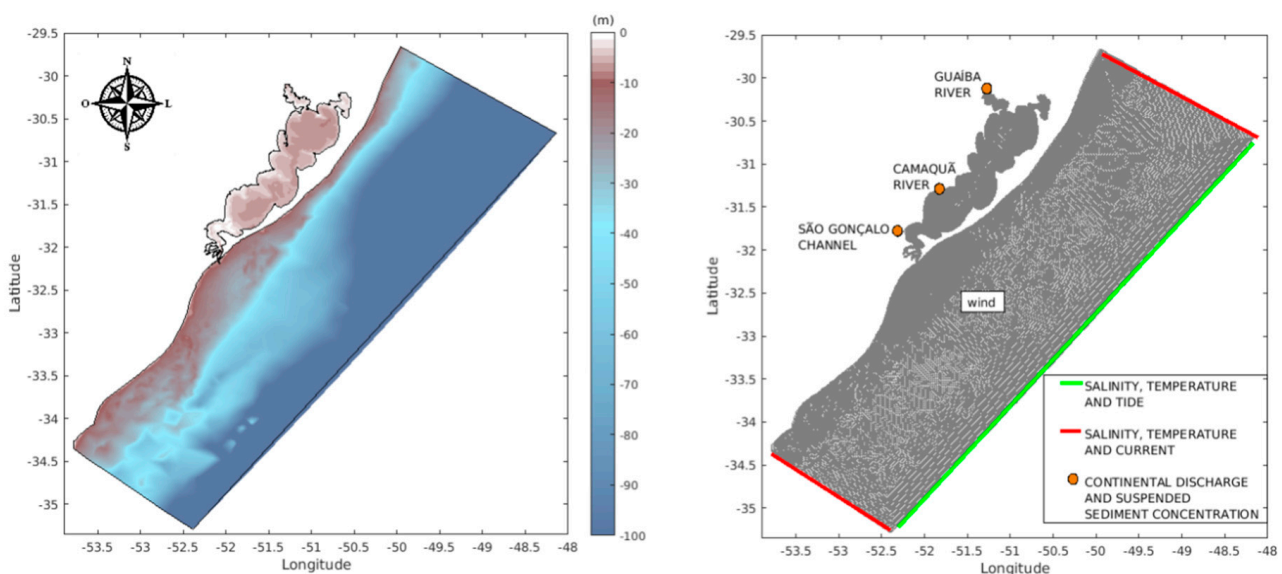 (m)
-29.5
-30
-30.5
-31
-31.5
-32
-32.5
-33
-33.5
-34
-34.5
-35
Latitude
N
O
L
S
0
-10
-20
-30
-40
-50
-60
-70
-80
-90
-100
-53.5 -53 -52.5 -52 -51.5 -51 -50.5 -50 -49.5 -49 -48.5 -48
Longitude
-29.5
-30
-30.5
-31
-31.5
-32
-32.5
-33
-33.5
-34
-34.5
-35
Latitude
GUAÍBA
RIVER
CAMAQUÃ
RIVER
SÃO GONÇALO
CHANNEL
wind
SALINITY, TEMPERATURE
AND TIDE
SALINITY, TEMPERATURE
AND CURRENT
CONTINENTAL DISCHARGE
AND SUSPENDED
SEDIMENT CONCENTRATION
-53.5 -53 -52.5 -52 -51.5 -51 -50.5 -50 -49.5 -49 -48.5 -48
Longitude